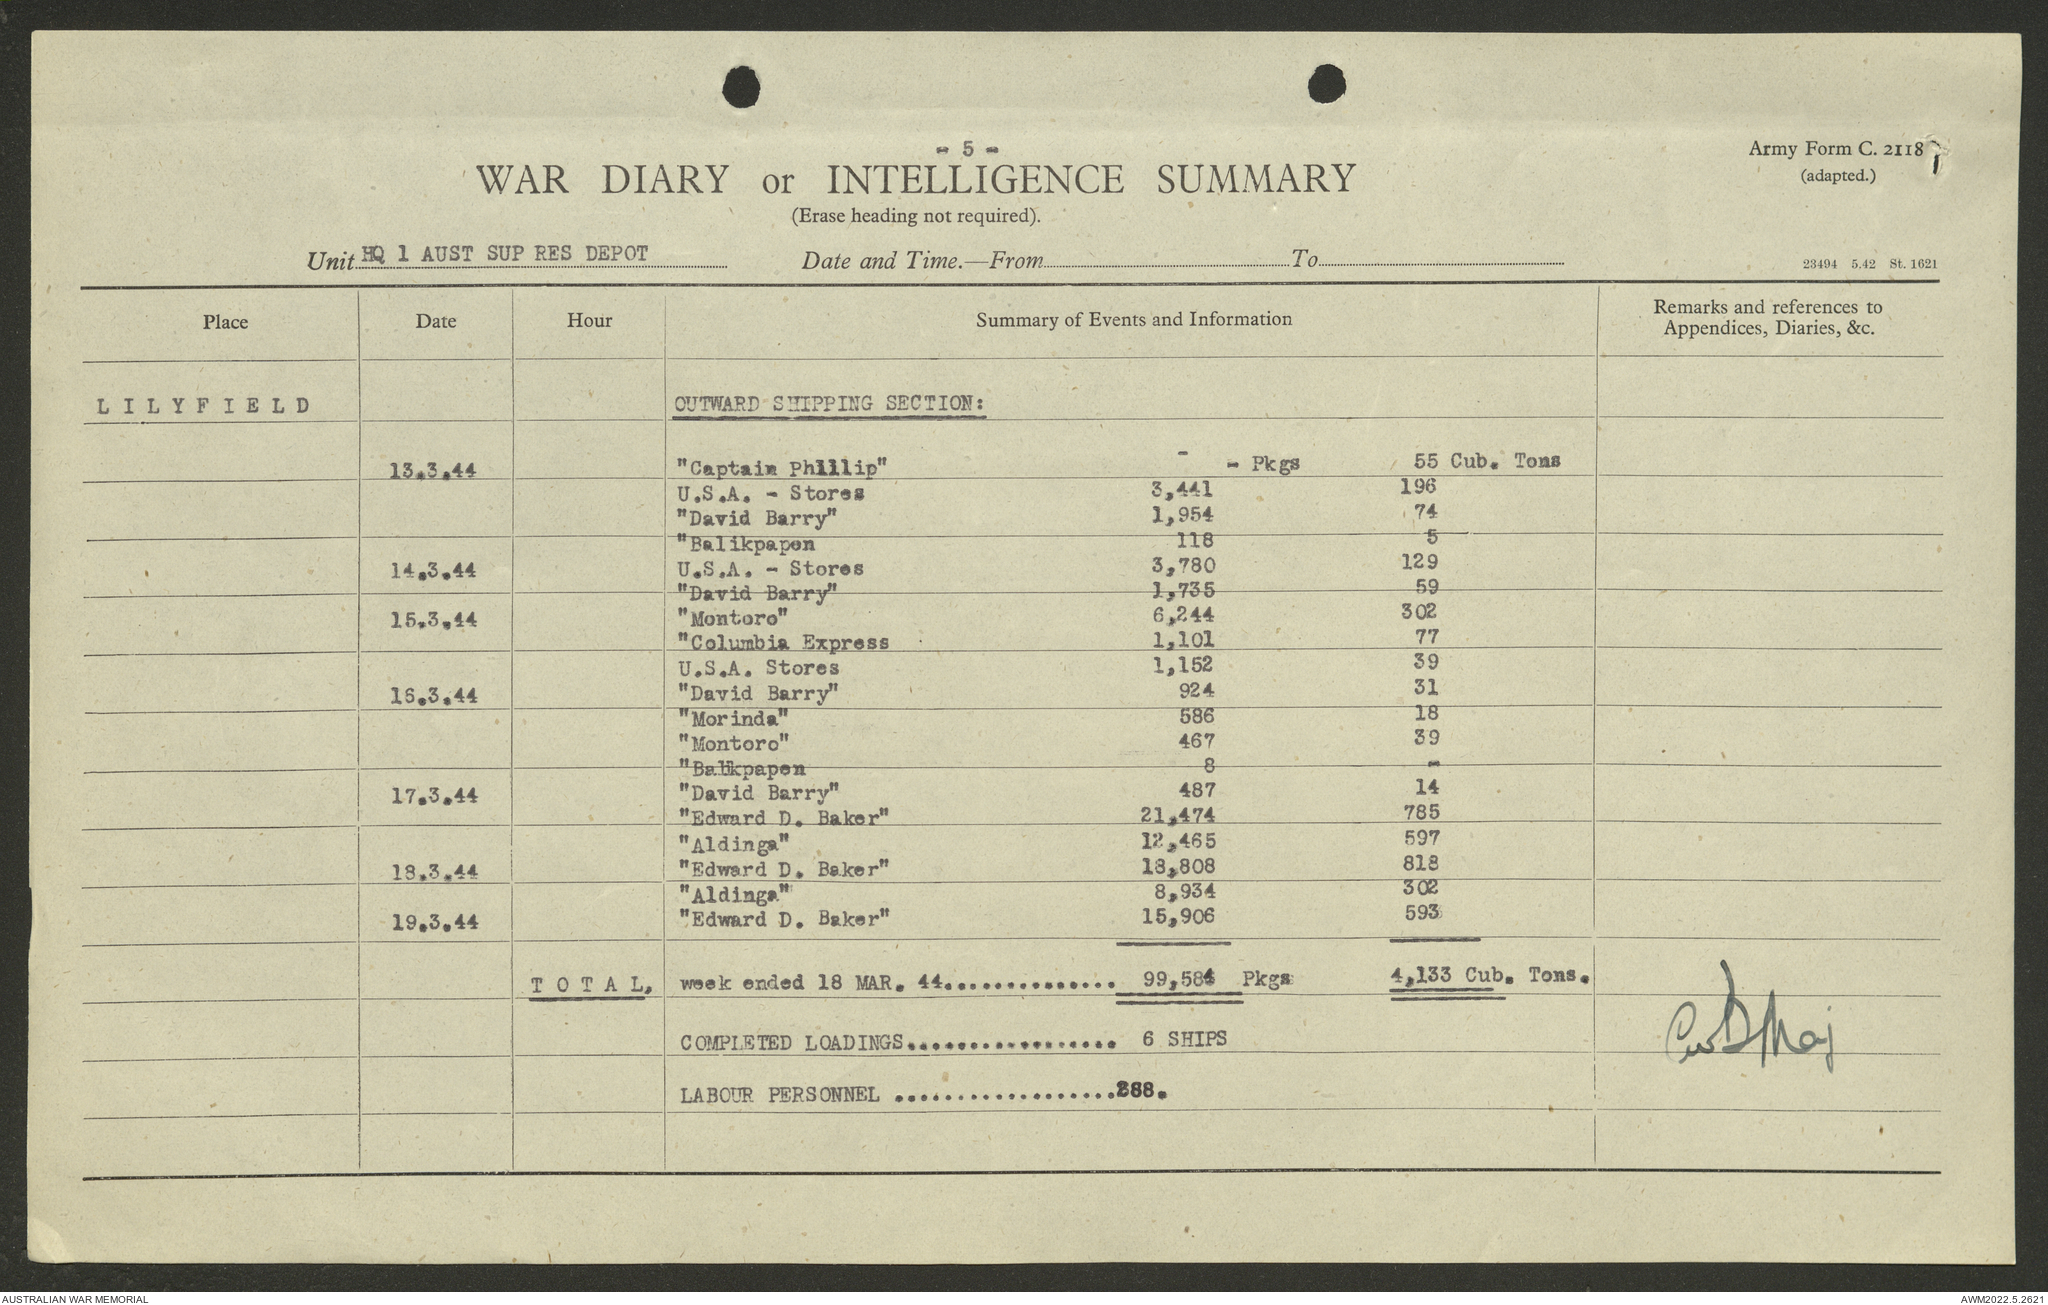 - 5 -
WAR DIARY or INTELLIGENCE SUMMARY
(Erase heading not required).
Army Form C. 2118
(adapted.)
Unit HQ 1 AUST SUP RES DEPOT Date and Time.—From To
23494 5.42 St. 1621
Place Date Hour Summary of Events and Information Remarks and references to Appendices, Diaries, &c.
LILYFIELD OUTWARD SHIPPING SECTION:
13.3.44 "Captain Phillip" - - Pkgs 55 Cub. Tons
U.S.A. - Stores 3,441 196
"David Barry" 1,954 74
"Balikpapen 118 5
14.3.44 U.S.A. - Stores 3,780 129
"David Barry" 1,735 59
15.3.44 "Montoro" 6,244 302
"Columbia Express 1,101 77
U.S.A. Stores 1,152 39
16.3.44 "David Barry" 924 31
"Morinda" 586 18
"Montoro" 467 39
"Balikpapen 8 -
17.3.44 "David Barry" 487 14
"Edward D. Baker" 21,474 785
"Aldinga" 12,465 597
18.3.44 "Edward D. Baker" 18,808 818
"Aldinga" 8,934 302
19.3.44 "Edward D. Baker" 15,906 593
TOTAL, week ended 18 MAR. 44.............. 99,584 Pkgs 4,133 Cub. Tons.
COMPLETED LOADINGS................. 6 SHIPS
LABOUR PERSONNEL ..................
Maj
AUSTRALIAN WAR MEMORIAL
AWM2022.5.2621